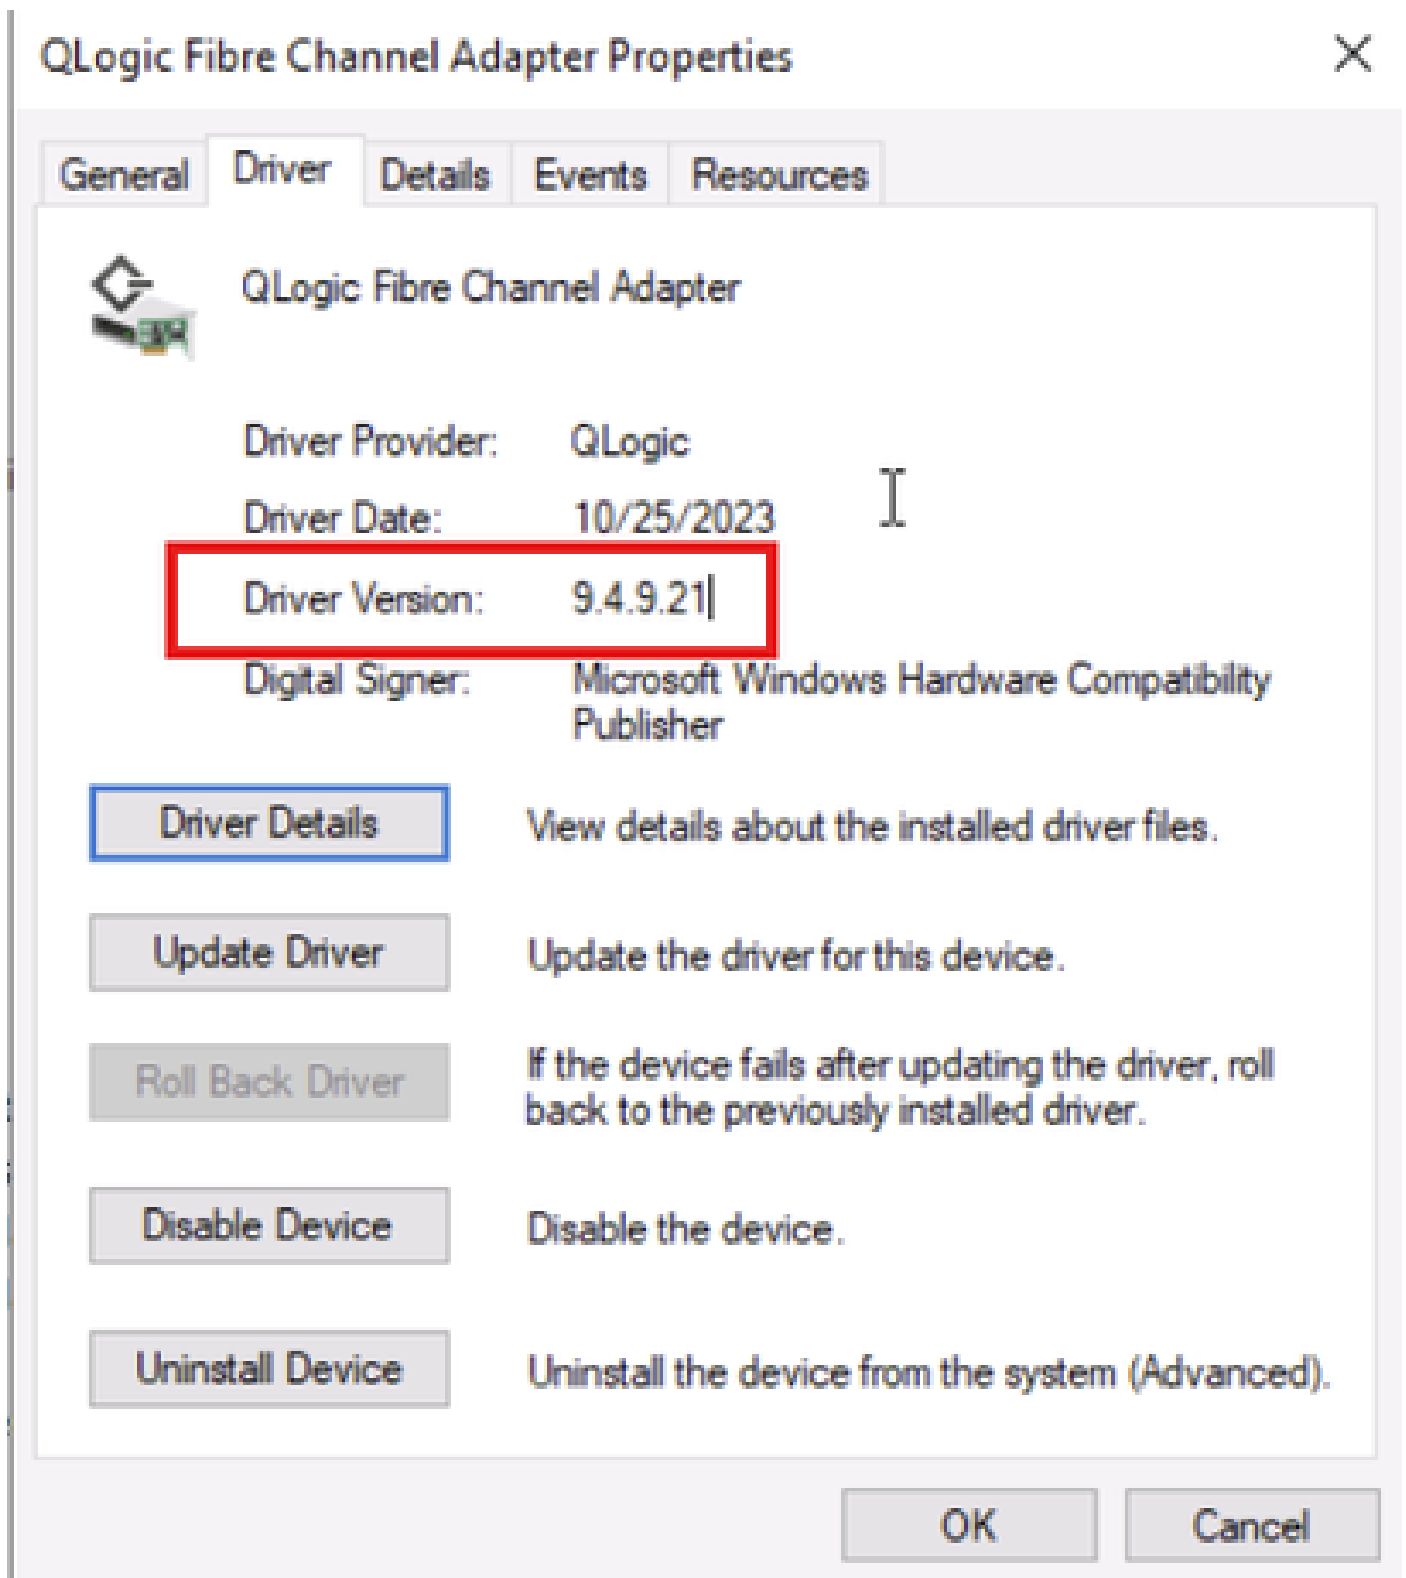 QLogic Fibre Channel Adapter Properties
General Driver Details Events Resources
QLogic Fibre Channel Adapter
Driver Provider: QLogic
Driver Date: 10/25/2023
Driver Version: 9.4.9.21
Digital Signer: Microsoft Windows Hardware Compatibility
Publisher
Driver Details View details about the installed driver files.
Update Driver Update the driver for this device.
Roll Back Driver If the device fails after updating the driver, roll
back to the previously installed driver.
Disable Device Disable the device.
Uninstall Device Uninstall the device from the system (Advanced).
OK Cancel